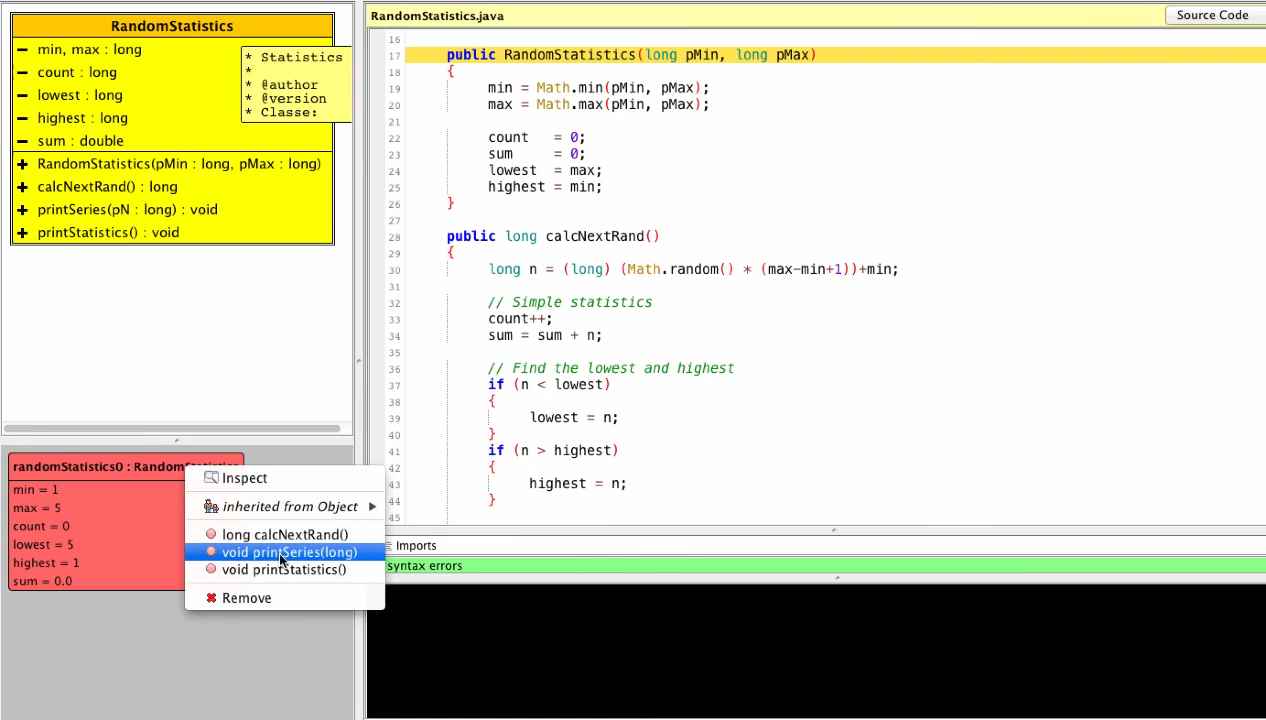 RandomStatistics
min, max : long
count : long
lowest : long
highest : long
sum : double
* Statistics
*
* @author
* @version
* Classe:
RandomStatistics(pMin : long, pMax : long)
calcNextRand() : long
printSeries(pN : long) : void
printStatistics() : void
RandomStatistics.java
Source Code
16
17 public RandomStatistics(long pMin, long pMax)
18 {
19 min = Math.min(pMin, pMax);
20 max = Math.max(pMin, pMax);
21
22 count = 0;
23 sum = 0;
24 lowest = max;
25 highest = min;
26 }
27
28 public long calcNextRand()
29 {
30 long n = (long) (Math.random() * (max-min+1))+min;
31
32 // Simple statistics
33 count++;
34 sum = sum + n;
35
36 // Find the lowest and highest
37 if (n < lowest)
38 {
39 lowest = n;
40 }
41 if (n > highest)
42 {
43 highest = n;
44 }
45
randomStatistics0 : RandomStatistics
min = 1
max = 5
count = 0
lowest = 5
highest = 1
sum = 0.0
Inspect
inherited from Object
long calcNextRand()
void printSeries(long)
void printStatistics()
Remove
Imports
syntax errors